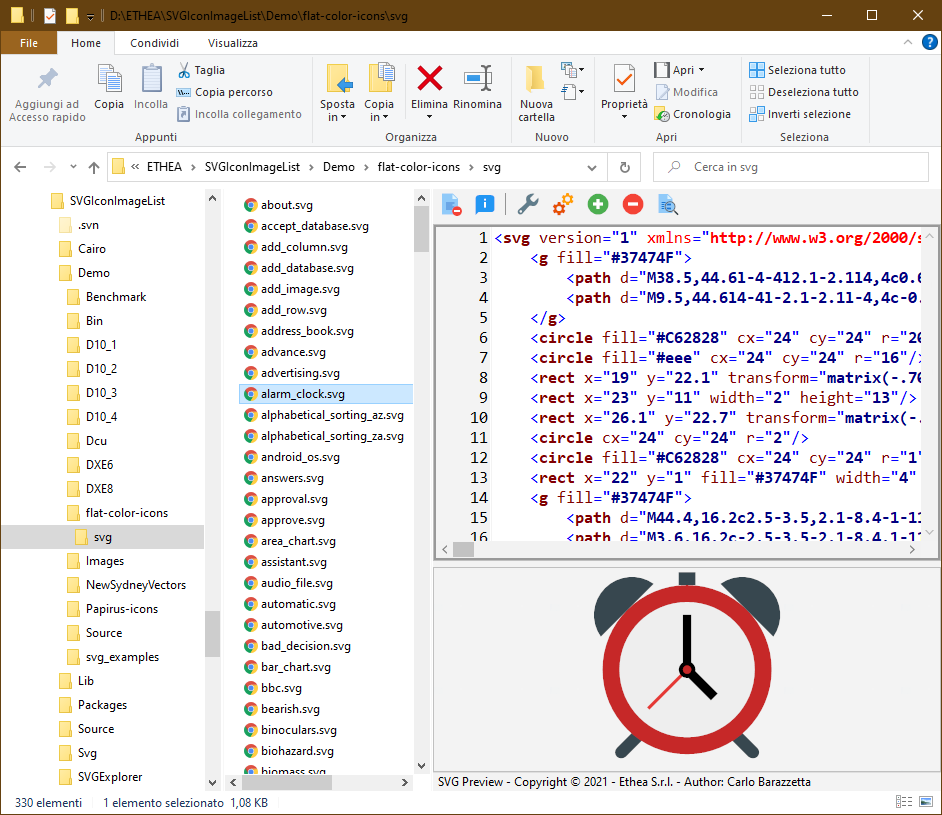 D:\ETHEA\SVGIconImageList\Demo\flat-color-icons\svg
File Home Condividi Visualizza
Aggiungi ad Accesso rapido
Copia
Incolla
Taglia
Copia percorso
Incolla collegamento
Appunti
Sposta in
Copia in
Elimina
Rinomina
Organizza
Nuova cartella
Nuovo
Proprietà
Apri
Modifica
Cronologia
Apri
Seleziona tutto
Deseleziona tutto
Inverti selezione
Seleziona
« ETHEA › SVGIconImageList › Demo › flat-color-icons › svg
Cerca in svg
SVGIconImageList
.svn
Cairo
Demo
Benchmark
Bin
D10_1
D10_2
D10_3
D10_4
Dcu
DXE6
DXE8
flat-color-icons
svg
Images
NewSydneyVectors
Papirus-icons
Source
svg_examples
Lib
Packages
Source
Svg
SVGExplorer
about.svg
accept_database.svg
add_column.svg
add_database.svg
add_image.svg
add_row.svg
address_book.svg
advance.svg
advertising.svg
alarm_clock.svg
alphabetical_sorting_az.svg
alphabetical_sorting_za.svg
android_os.svg
answers.svg
approval.svg
approve.svg
area_chart.svg
assistant.svg
audio_file.svg
automatic.svg
automotive.svg
bad_decision.svg
bar_chart.svg
bbc.svg
bearish.svg
binoculars.svg
biohazard.svg
biomass.svg
1 <svg version="1" xmlns="http://www.w3.org/2000/s
2 <g fill="#37474F">
3 <path d="M38.5,44.6l-4-4l2.1-2.1l4,4c0.6
4 <path d="M9.5,44.6l4-4l-2.1-2.1l-4,4c-0.
5 </g>
6 <circle fill="#C62828" cx="24" cy="24" r="20
7 <circle fill="#eee" cx="24" cy="24" r="16"/>
8 <rect x="19" y="22.1" transform="matrix(-.70
9 <rect x="23" y="11" width="2" height="13"/>
10 <rect x="26.1" y="22.7" transform="matrix(-.
11 <circle cx="24" cy="24" r="2"/>
12 <circle fill="#C62828" cx="24" cy="24" r="1"
13 <rect x="22" y="1" fill="#37474F" width="4"
14 <g fill="#37474F">
15 <path d="M44.4,16.2c2.5-3.5,2.1-8.4-1-11
16 <path d="M3.6,16.2c-2.5-3.5-2.1-8.4,1-11
SVG Preview - Copyright © 2021 - Ethea S.r.l. - Author: Carlo Barazzetta
330 elementi 1 elemento selezionato 1,08 KB